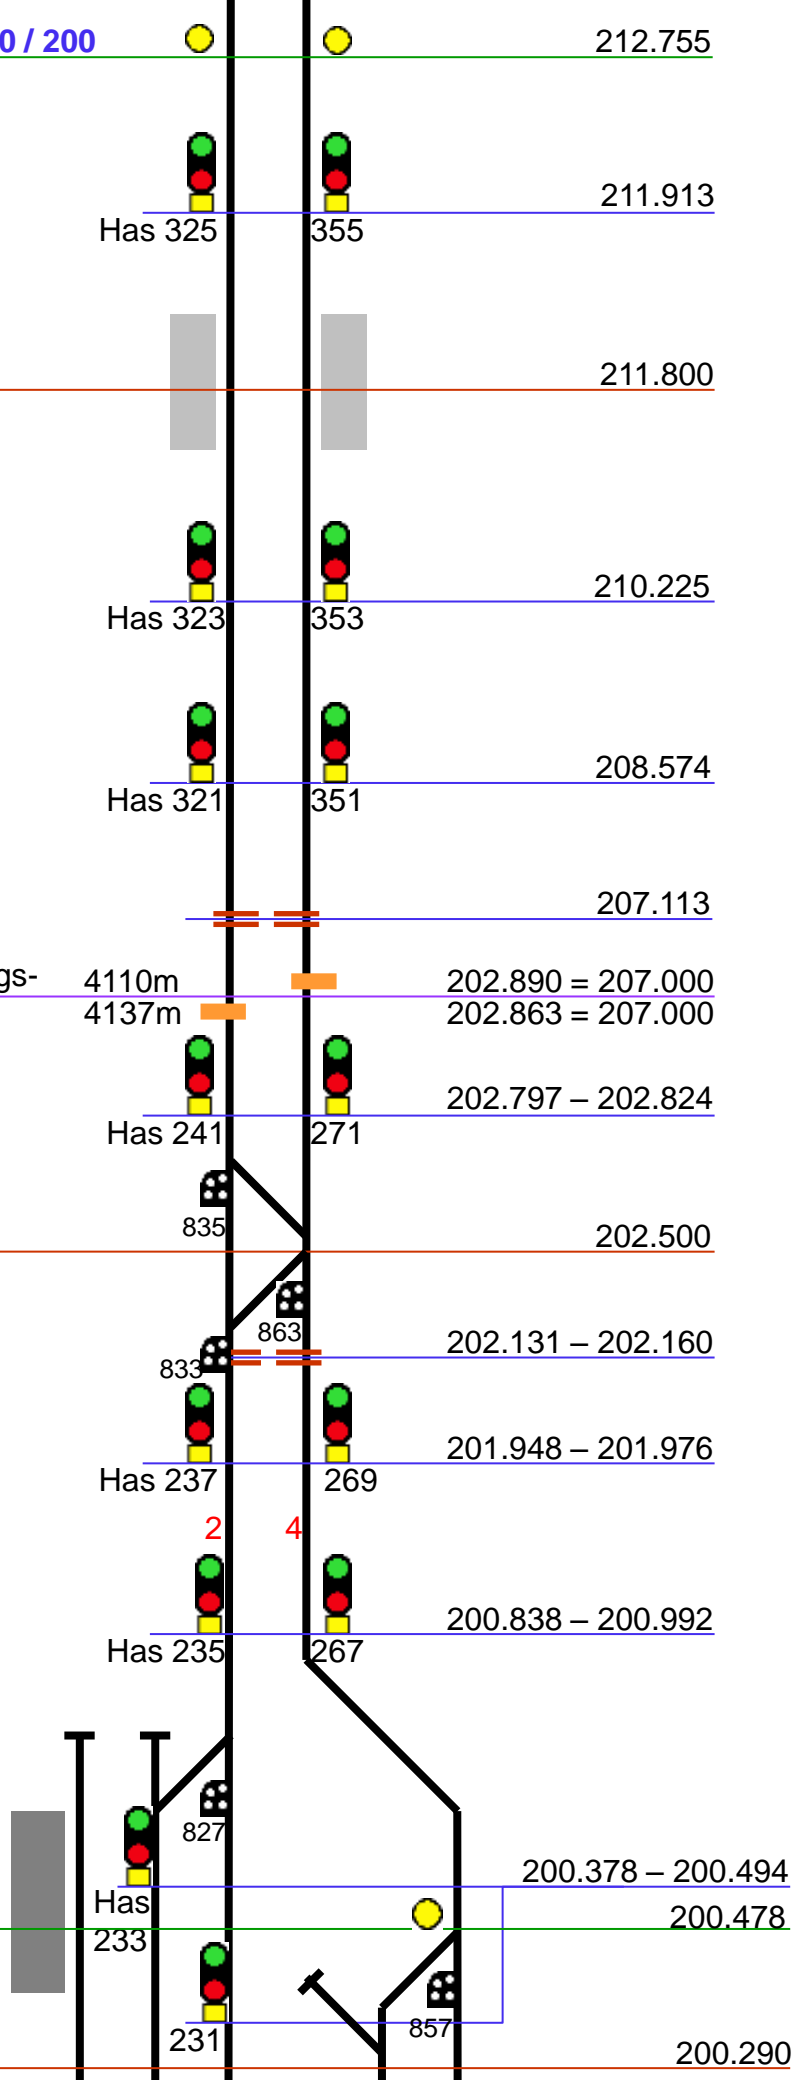 0 / 200 212.755
211.913
Has 325 355
211.800
210.225
Has 323 353
208.574
Has 321 351
207.113
gs- 4110m 202.890 = 207.000
4137m 202.863 = 207.000
202.797 – 202.824
Has 241 271
835 202.500
863 202.131 – 202.160
833
201.948 – 201.976
Has 237 269
2 4
200.838 – 200.992
Has 235 267
827
200.378 – 200.494
Has
233 200.478
231 857
200.290